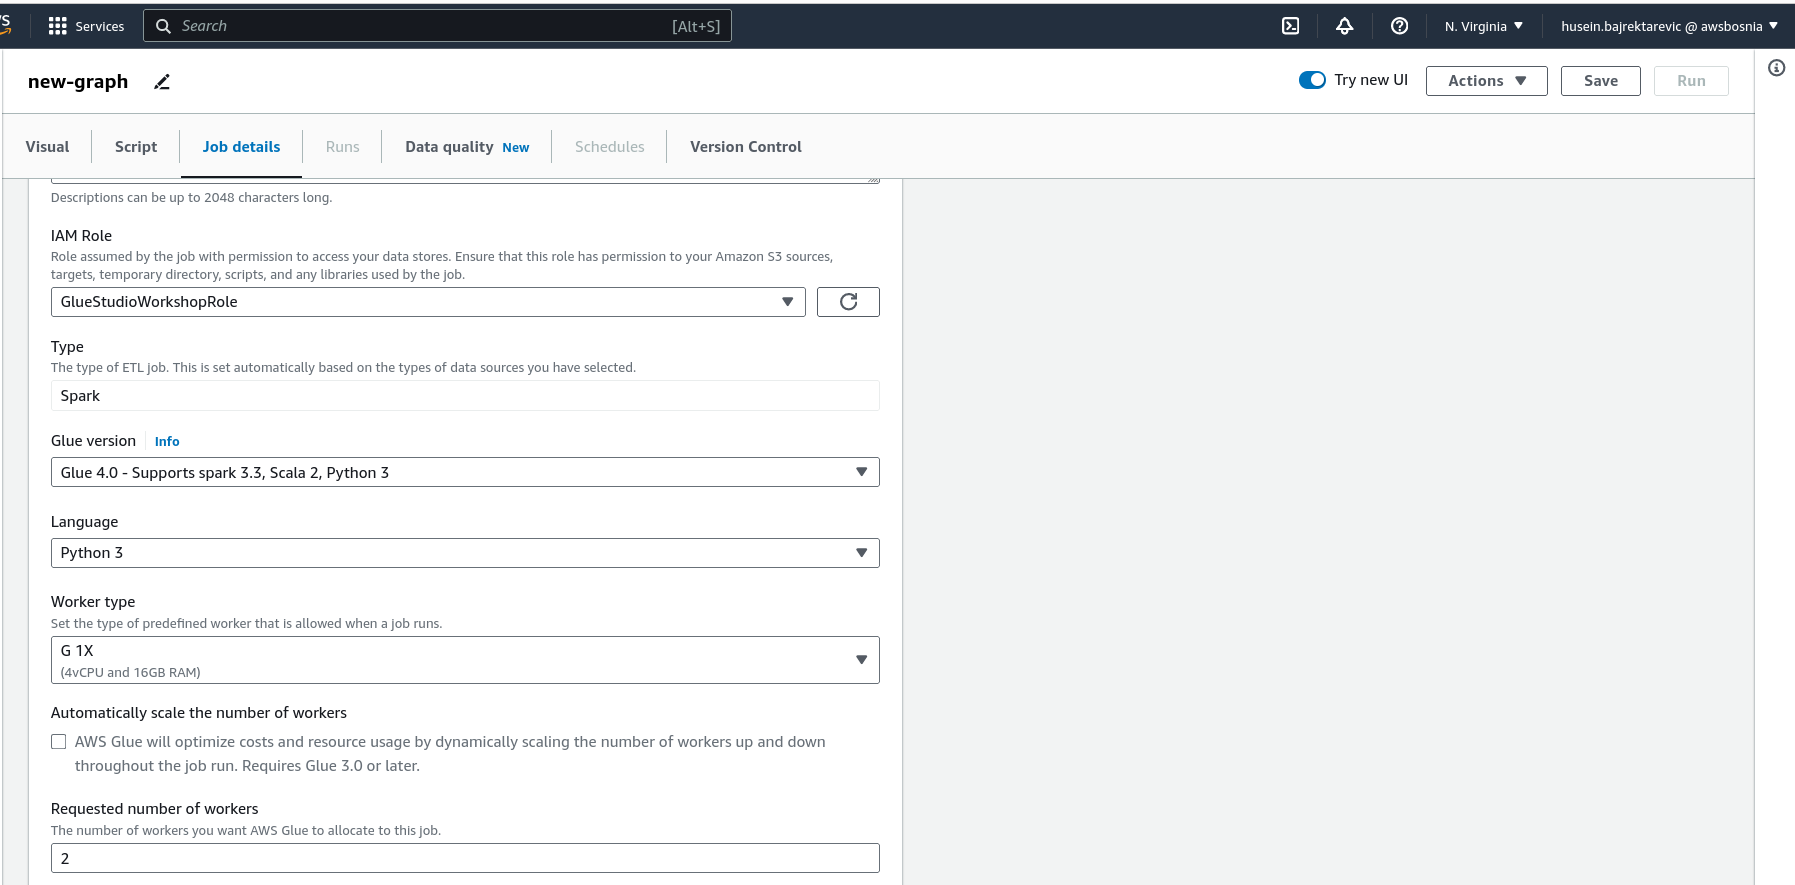 Services
Search
[Alt+S]
N. Virginia
husein.bajrektarevic @ awsbosnia
new-graph
Try new UI
Actions
Save
Run
Visual
Script
Job details
Runs
Data quality New
Schedules
Version Control
Descriptions can be up to 2048 characters long.
IAM Role
Role assumed by the job with permission to access your data stores. Ensure that this role has permission to your Amazon S3 sources,
targets, temporary directory, scripts, and any libraries used by the job.
GlueStudioWorkshopRole
Type
The type of ETL job. This is set automatically based on the types of data sources you have selected.
Spark
Glue version Info
Glue 4.0 - Supports spark 3.3, Scala 2, Python 3
Language
Python 3
Worker type
Set the type of predefined worker that is allowed when a job runs.
G 1X
(4vCPU and 16GB RAM)
Automatically scale the number of workers
AWS Glue will optimize costs and resource usage by dynamically scaling the number of workers up and down
throughout the job run. Requires Glue 3.0 or later.
Requested number of workers
The number of workers you want AWS Glue to allocate to this job.
2